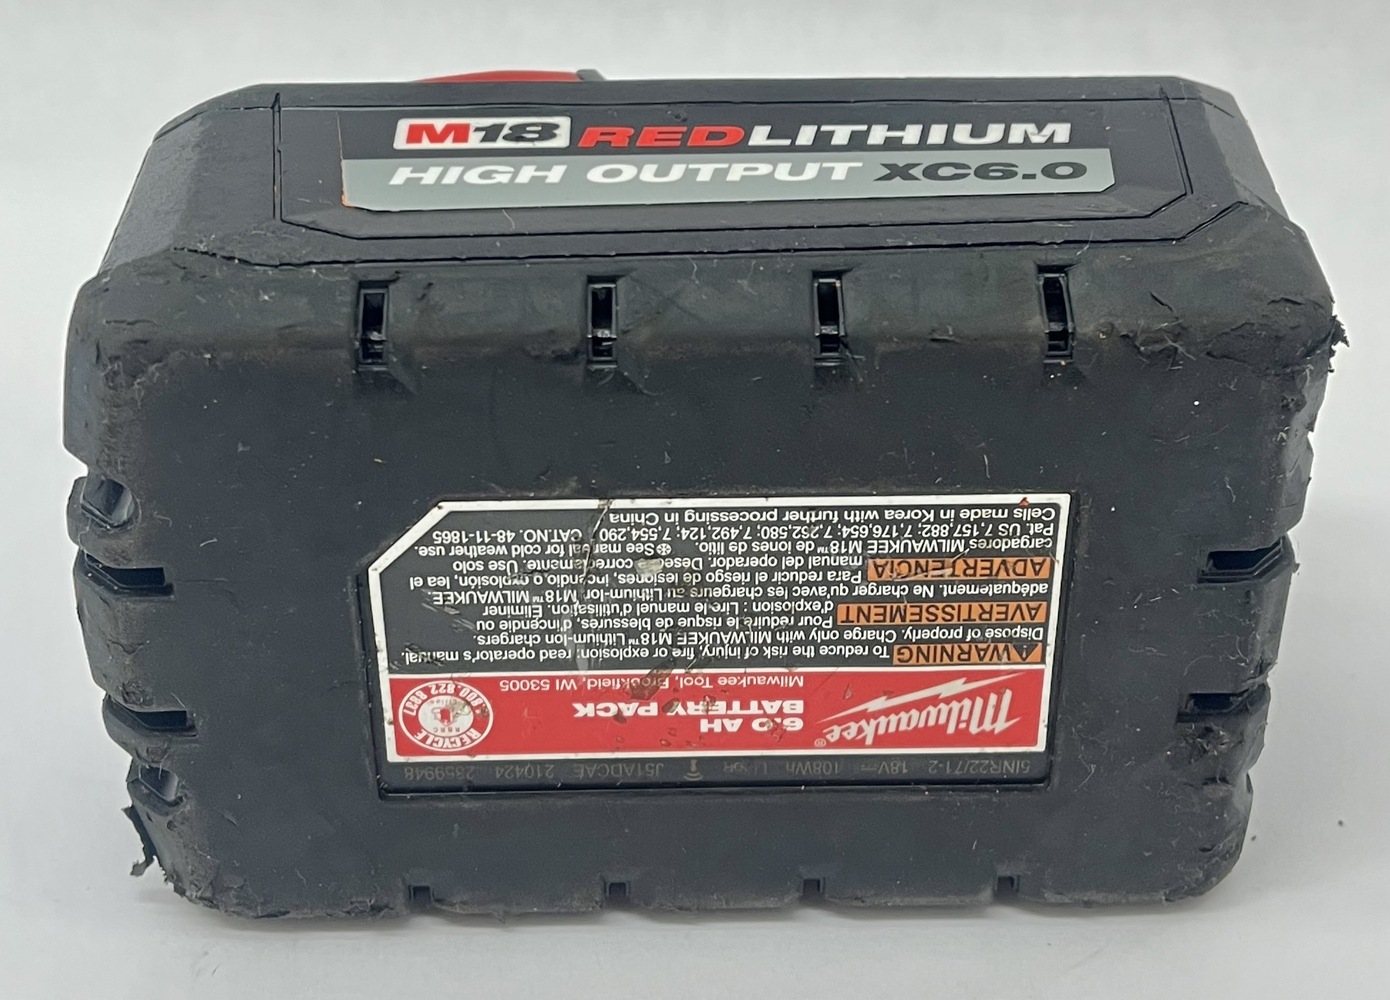 M18 REDLITHIUM
HIGH OUTPUT XC6.0
5INR22/71-2 18V 108Wh J51ADCAE 210424 2359948
Milwaukee®
6.0 AH
BATTERY PACK
Milwaukee Tool, Brookfield, WI 53005
1.800.822 8837
RBRC
RECYCLE
WARNING To reduce the risk of injury, fire or explosion: read operator's manual.
Dispose of properly. Charge only with MILWAUKEE M18™ Lithium-Ion chargers.
AVERTISSEMENT Pour réduire le risque de blessures, d'incendie ou
d'explosion : Lire le manuel d'utilisation. Éliminer
adéquatement. Ne charger qu'avec les chargeurs au Lithium-Ion M18™ MILWAUKEE.
ADVERTENCIA Para reducir el riesgo de lesiones, incendio o explosión, lea el
manual del operador. Deseche correctamente. Use solo
cargadores MILWAUKEE M18™ de iones de litio. See manual for cold weather use.
Pat. US 7,157,882; 7,176,654; 7,252,580; 7,492,124; 7,554,290 CAT.NO. 48-11-1865
Cells made in Korea with further processing in China